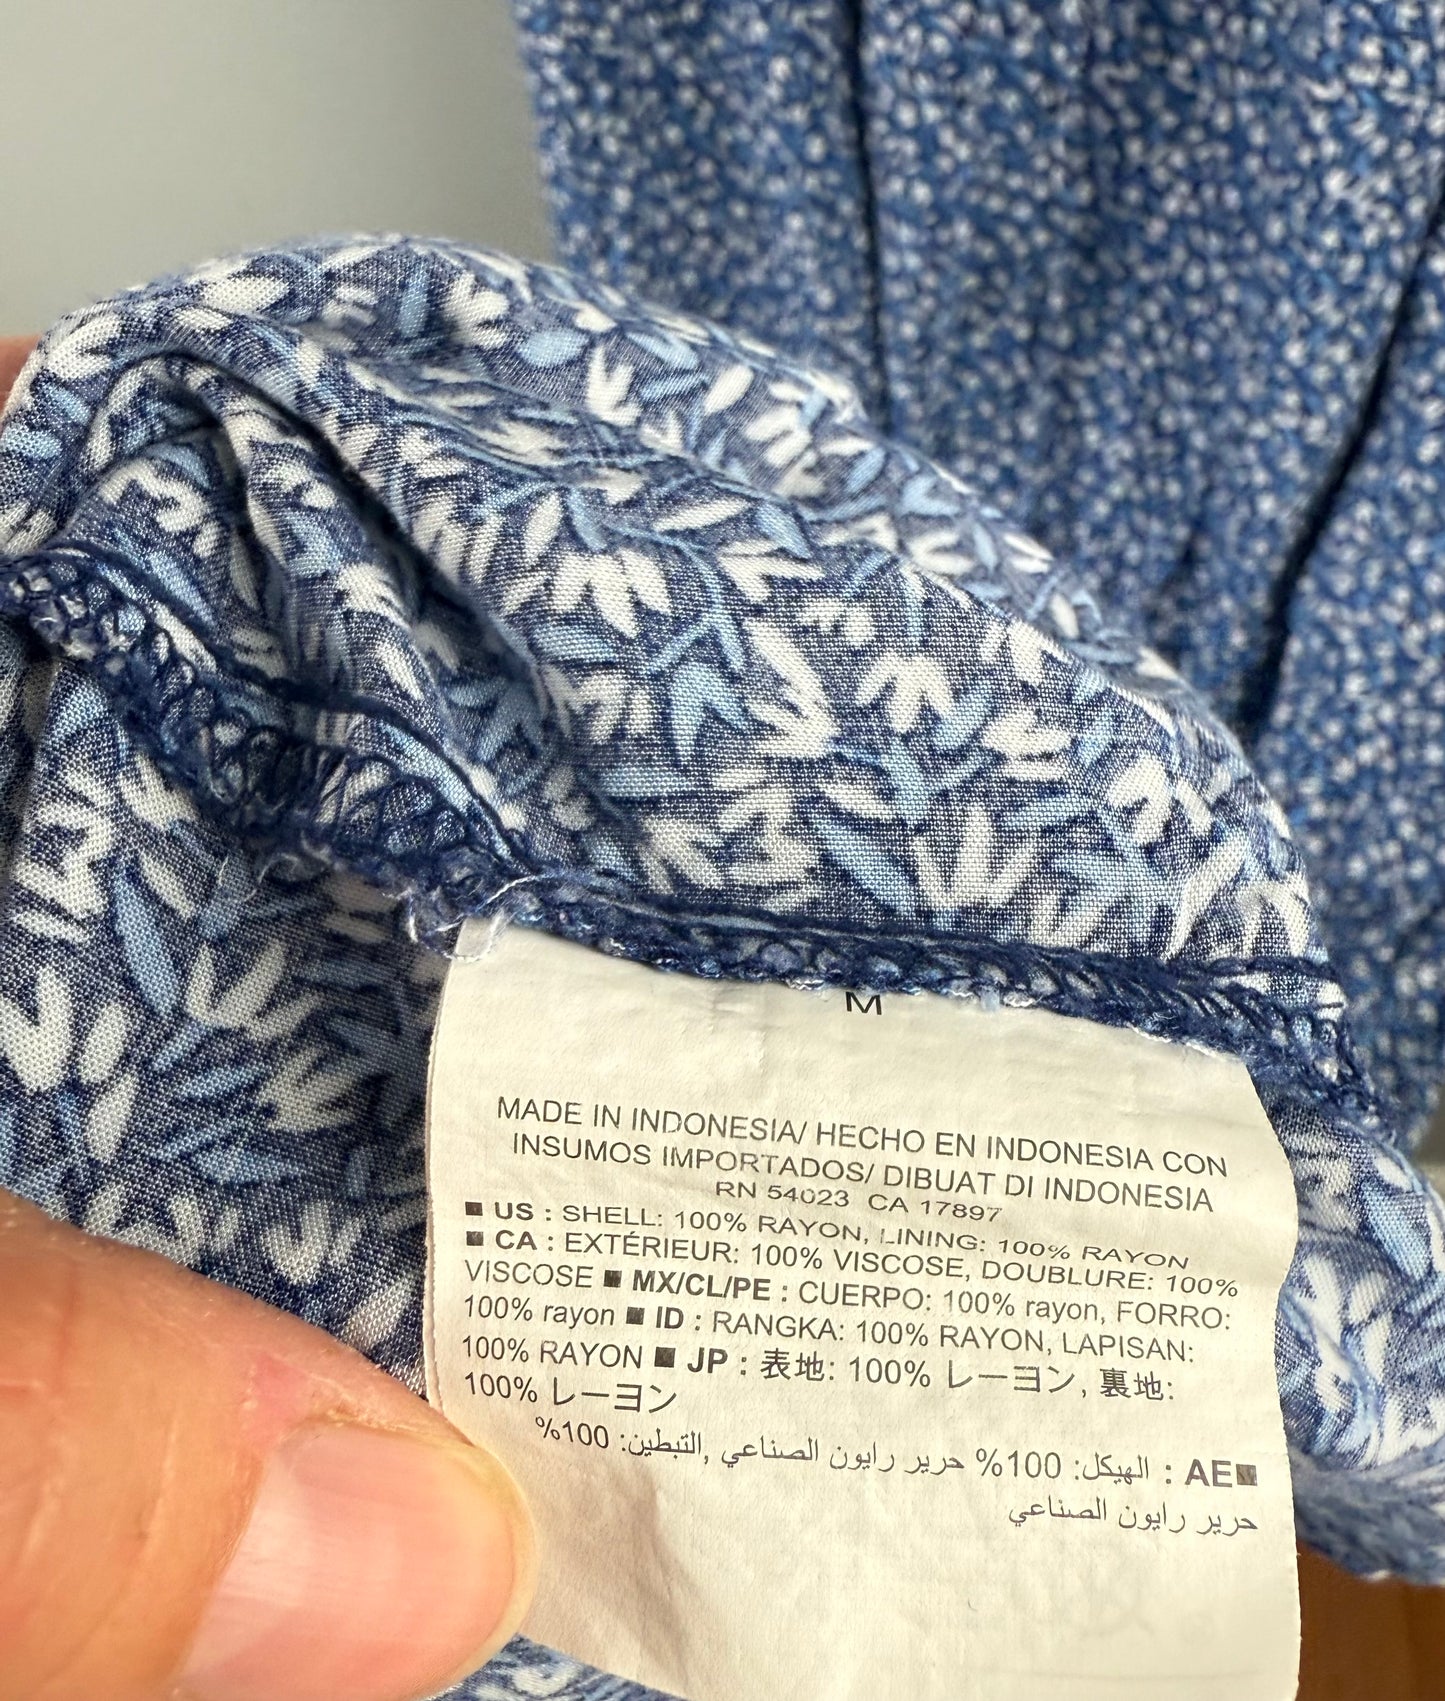 M
MADE IN INDONESIA/ HECHO EN INDONESIA CON
INSUMOS IMPORTADOS/ DIBUAT DI INDONESIA
RN 54023 CA 17897
■ US : SHELL: 100% RAYON, LINING: 100% RAYON
■ CA : EXTÉRIEUR: 100% VISCOSE, DOUBLURE: 100%
VISCOSE ■ MX/CL/PE : CUERPO: 100% rayon, FORRO:
100% rayon ■ ID : RANGKA: 100% RAYON, LAPISAN:
100% RAYON ■ JP : 表地: 100% レーヨン, 裏地:
100% レーヨン
■AE : الهيكل: 100% حرير رايون الصناعي ,التبطين: 100%
حرير رايون الصناعي